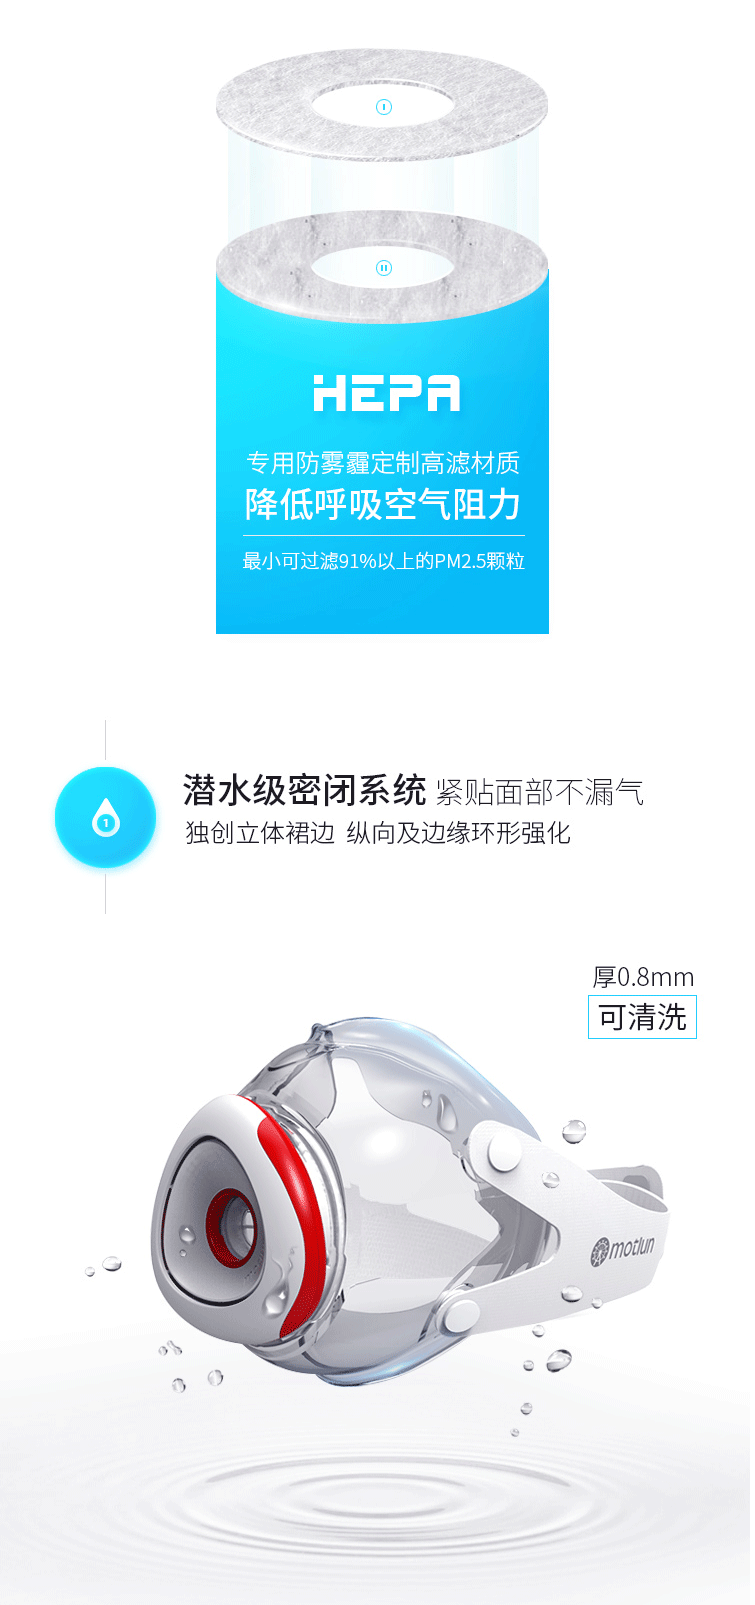 I
II
HEPA
专用防雾霾定制高滤材质
降低呼吸空气阻力
最小可过滤91%以上的PM2.5颗粒
1
潜水级密闭系统 紧贴面部不漏气
独创立体裙边 纵向及边缘环形强化
厚0.8mm
可清洗
motlun